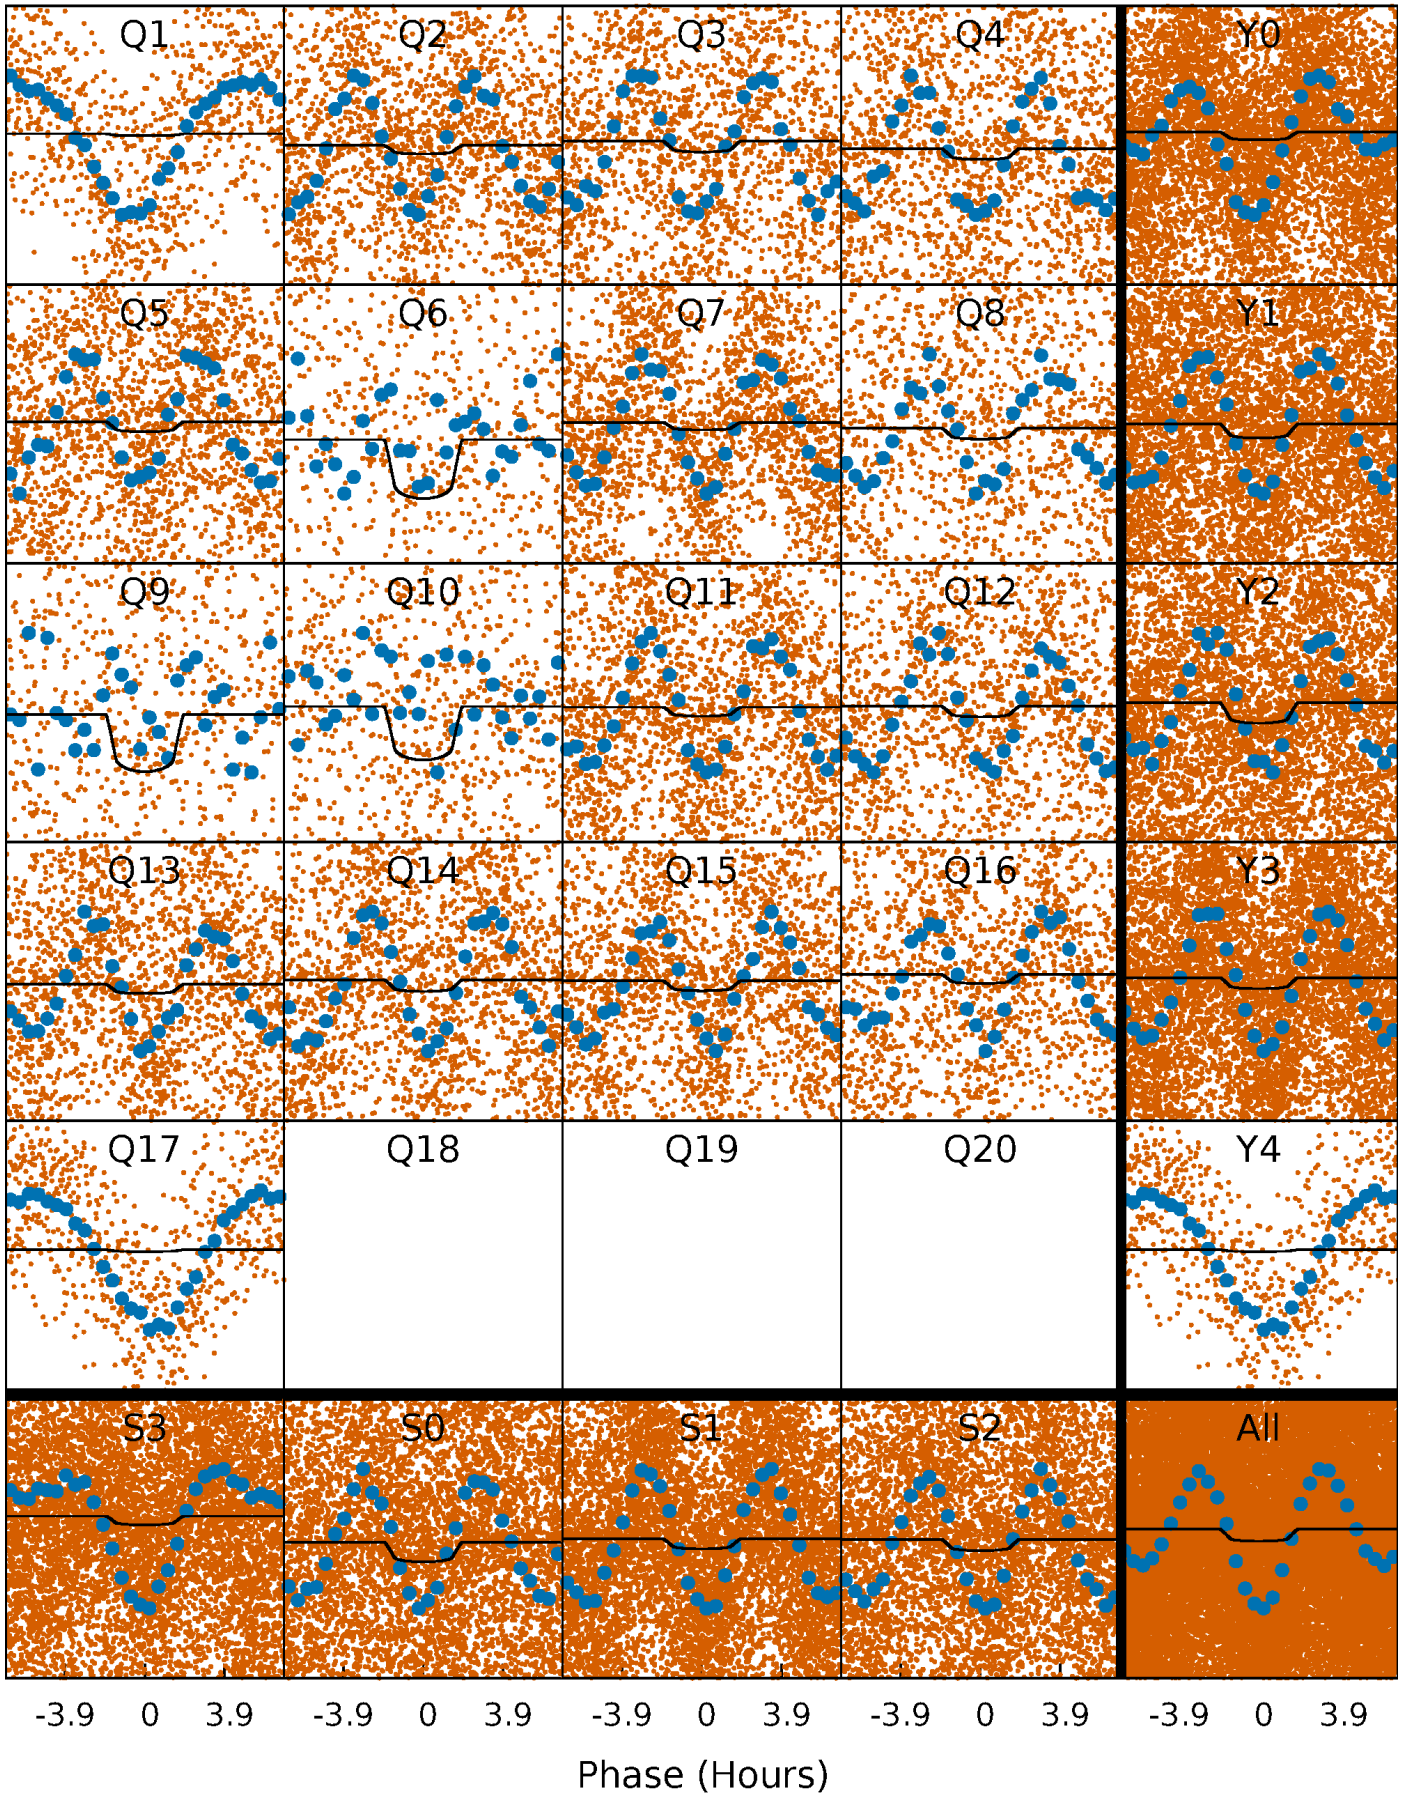 Q1 Q2 Q3 Q4 Y0
Q5 Q6 Q7 Q8 Y1
Q9 Q10 Q11 Q12 Y2
Q13 Q14 Q15 Q16 Y3
Q17 Q18 Q19 Q20 Y4
S3 S0 S1 S2 All
-3.9 0 3.9 -3.9 0 3.9 -3.9 0 3.9 -3.9 0 3.9 -3.9 0 3.9
Phase (Hours)